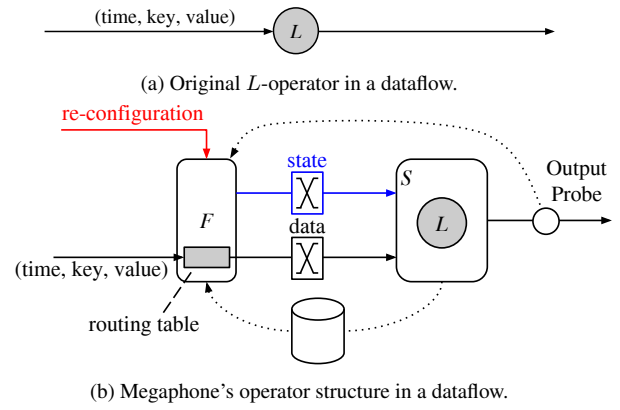 (time, key, value)
L
(a) Original L-operator in a dataflow.
re-configuration
state
Output
Probe
S
F
L
data
(time, key, value)
routing table
(b) Megaphone's operator structure in a dataflow.